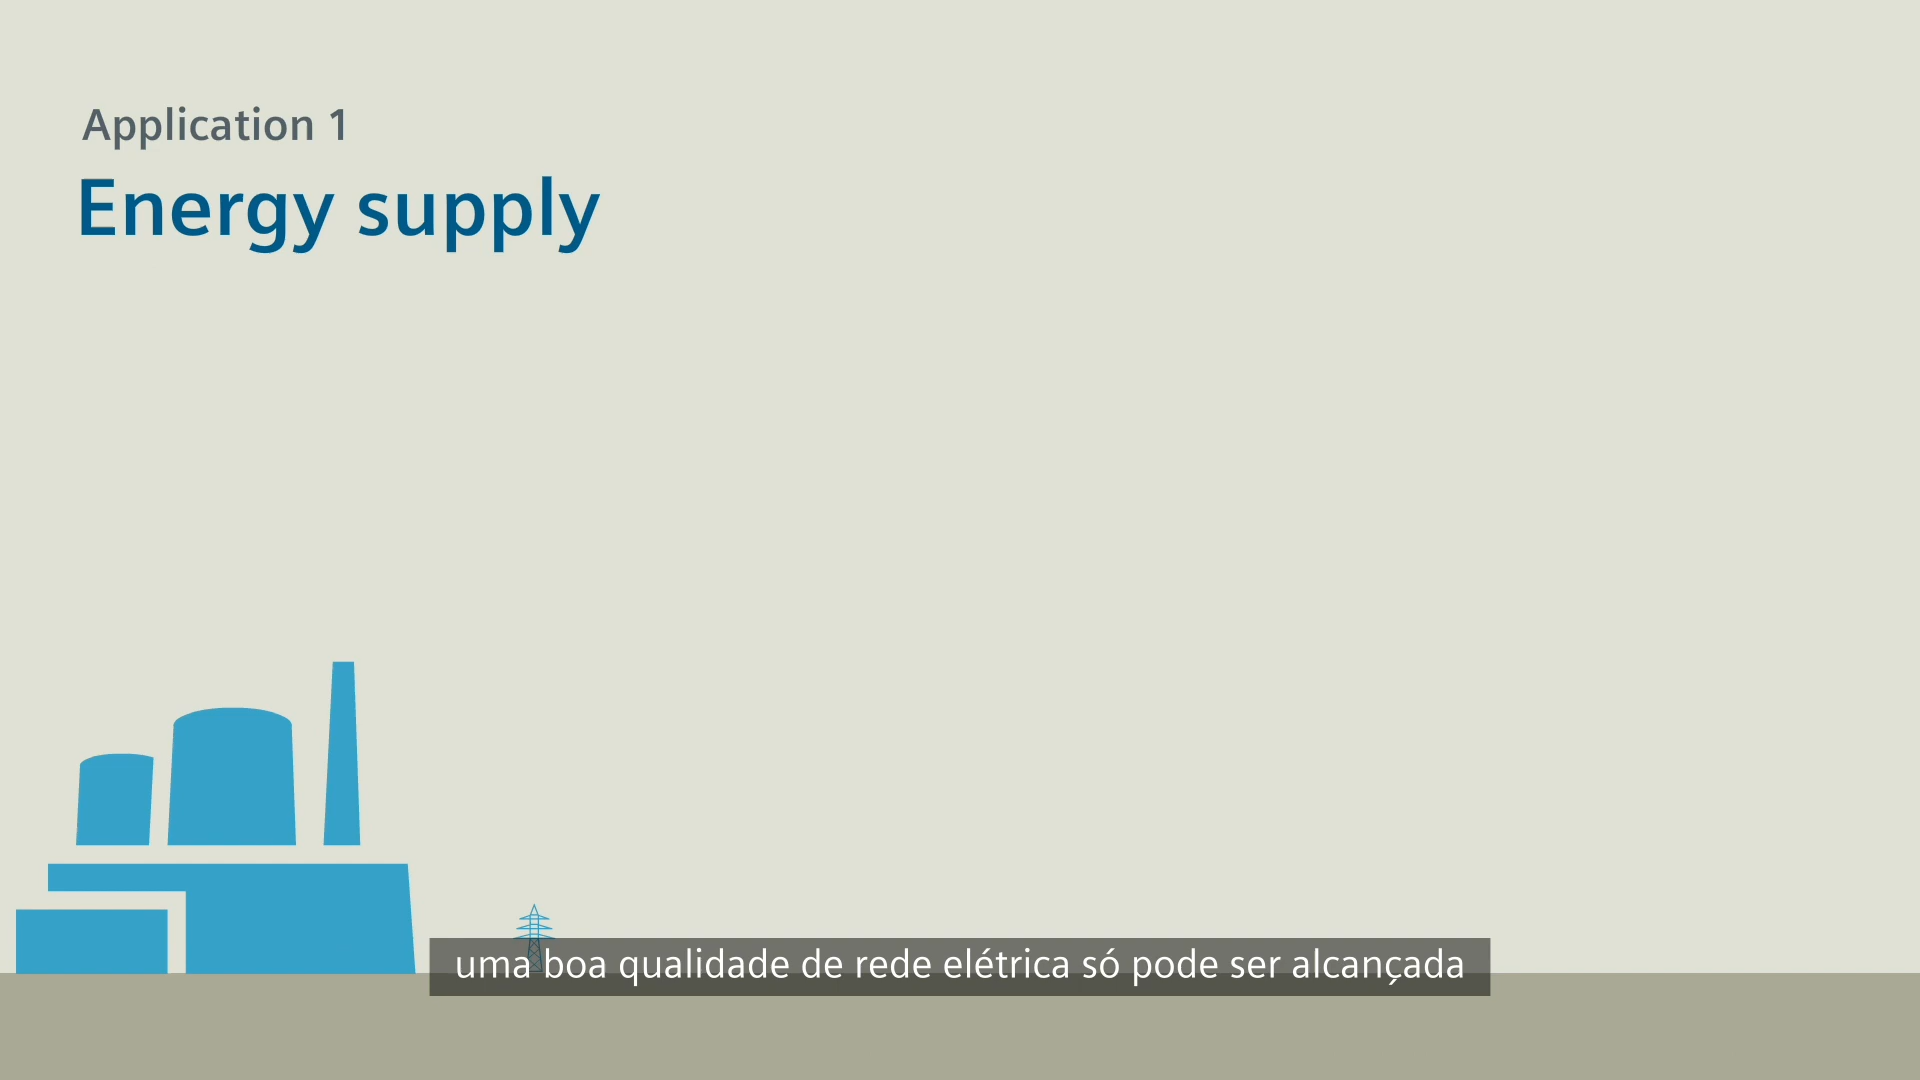 Application 1
Energy supply
uma boa qualidade de rede elétrica só pode ser alcançada